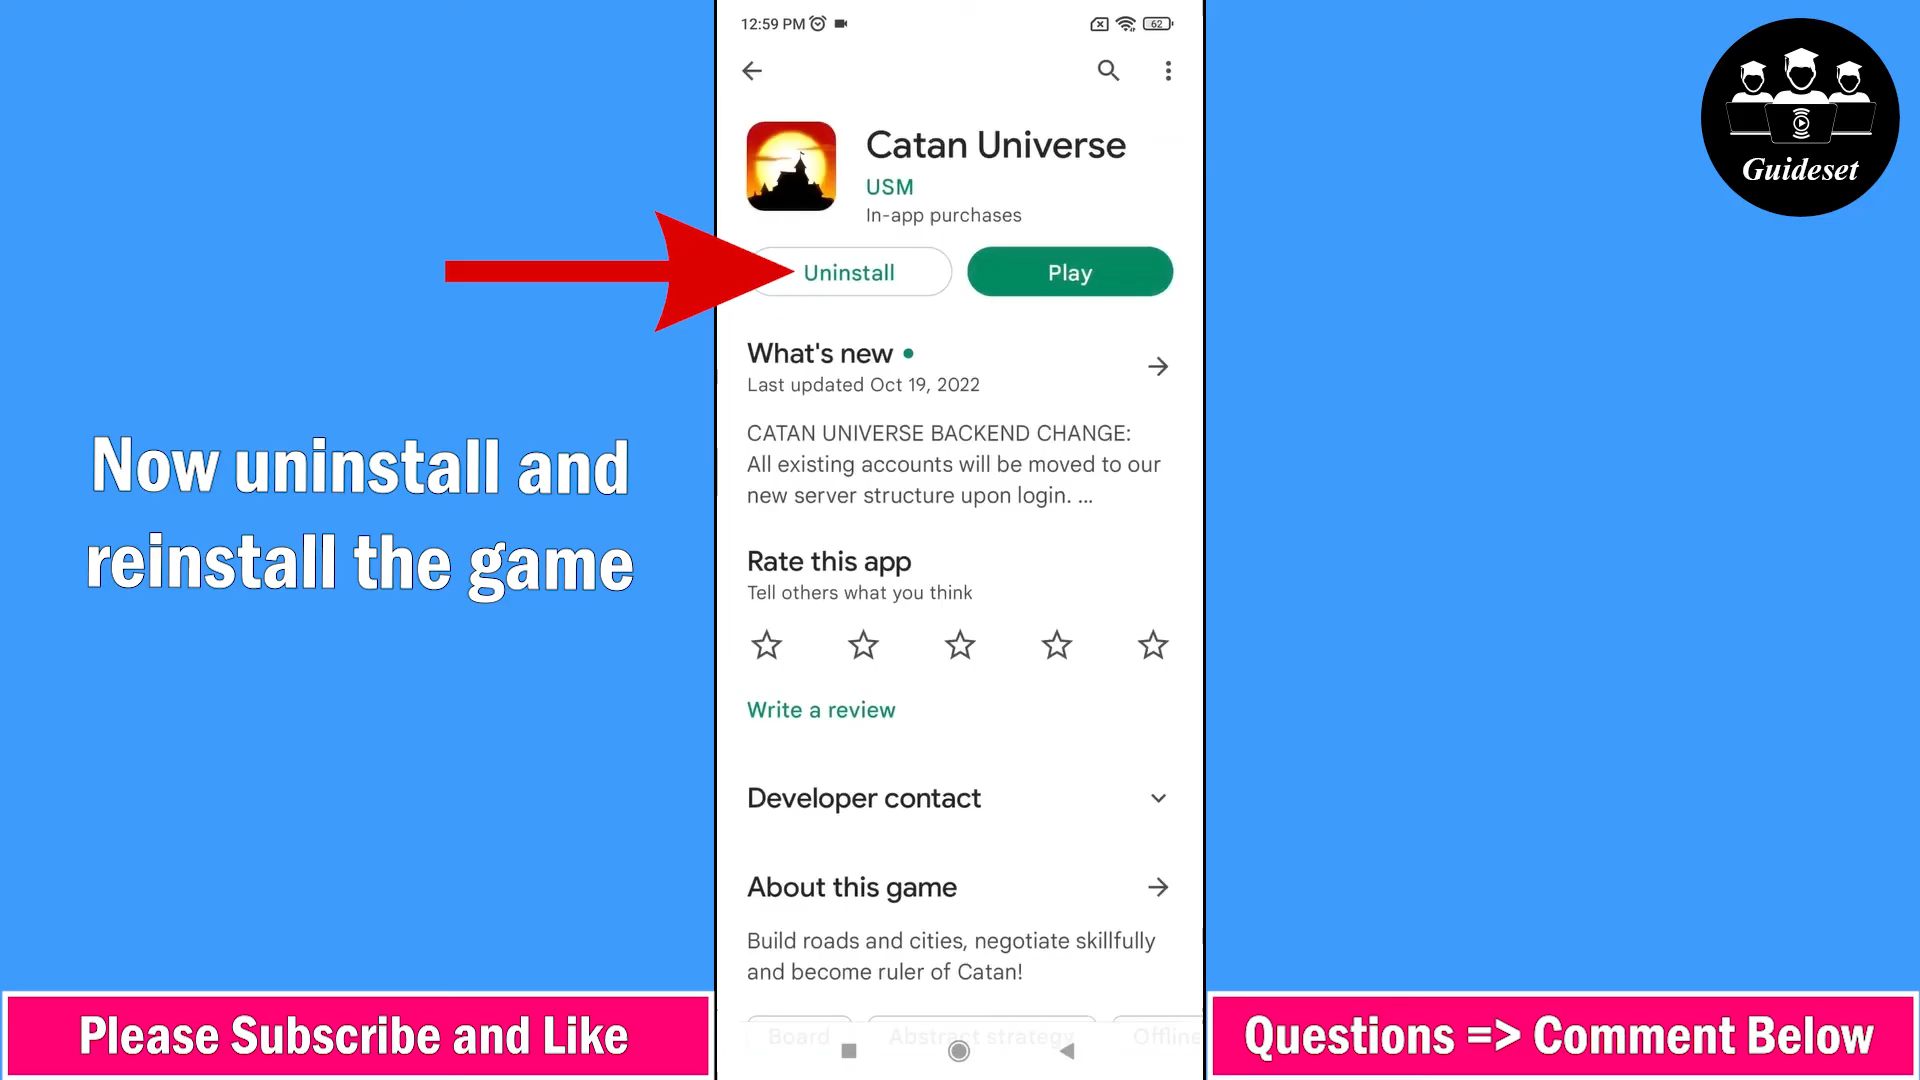 12:59 PM
62
Catan Universe
USM
In-app purchases
Uninstall
Play
What's new
Last updated Oct 19, 2022
CATAN UNIVERSE BACKEND CHANGE:
All existing accounts will be moved to our
new server structure upon login. ...
Rate this app
Tell others what you think
Write a review
Developer contact
About this game
Build roads and cities, negotiate skillfully
and become ruler of Catan!
Board
Abstract strategy
Offline
Now uninstall and
reinstall the game
Guideset
Please Subscribe and Like
Questions => Comment Below